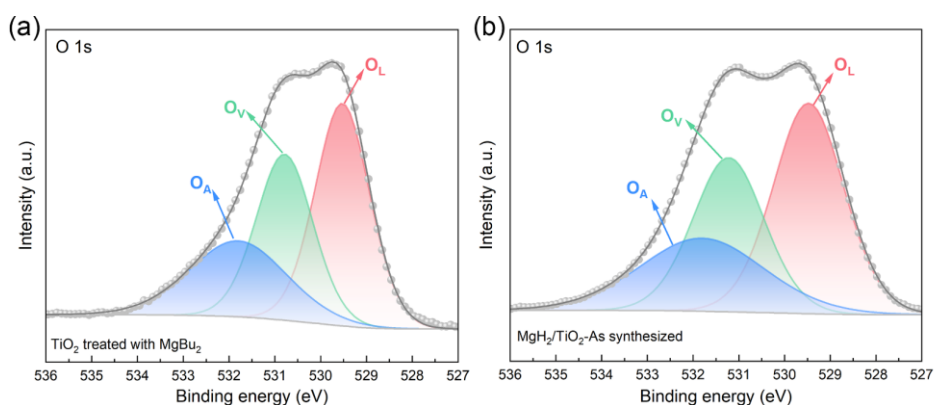 (a)
O 1s
O_L
O_V
O_A
Intensity (a.u.)
TiO₂ treated with MgBu₂
536 535 534 533 532 531 530 529 528 527
Binding energy (eV)
(b)
O 1s
O_L
O_V
O_A
Intensity (a.u.)
MgH₂/TiO₂-As synthesized
536 535 534 533 532 531 530 529 528 527
Binding energy (eV)